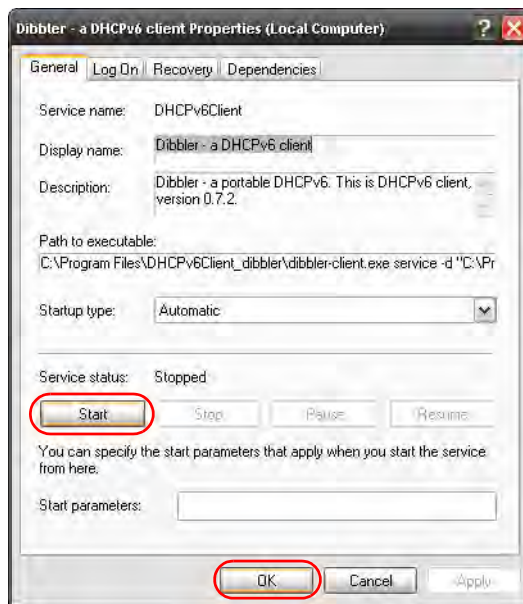 Dibbler - a DHCPv6 client Properties (Local Computer)
General Log On Recovery Dependencies
Service name: DHCPv6Client
Display name: Dibbler - a DHCPv6 client
Description: Dibbler - a portable DHCPv6. This is DHCPv6 client,
version 0.7.2.
Path to executable:
C:\Program Files\DHCPv6Client_dibbler\dibbler-client.exe service -d "C:\Pr
Startup type: Automatic
Service status: Stopped
Start Stop Pause Resume
You can specify the start parameters that apply when you start the service
from here.
Start parameters:
OK Cancel Apply